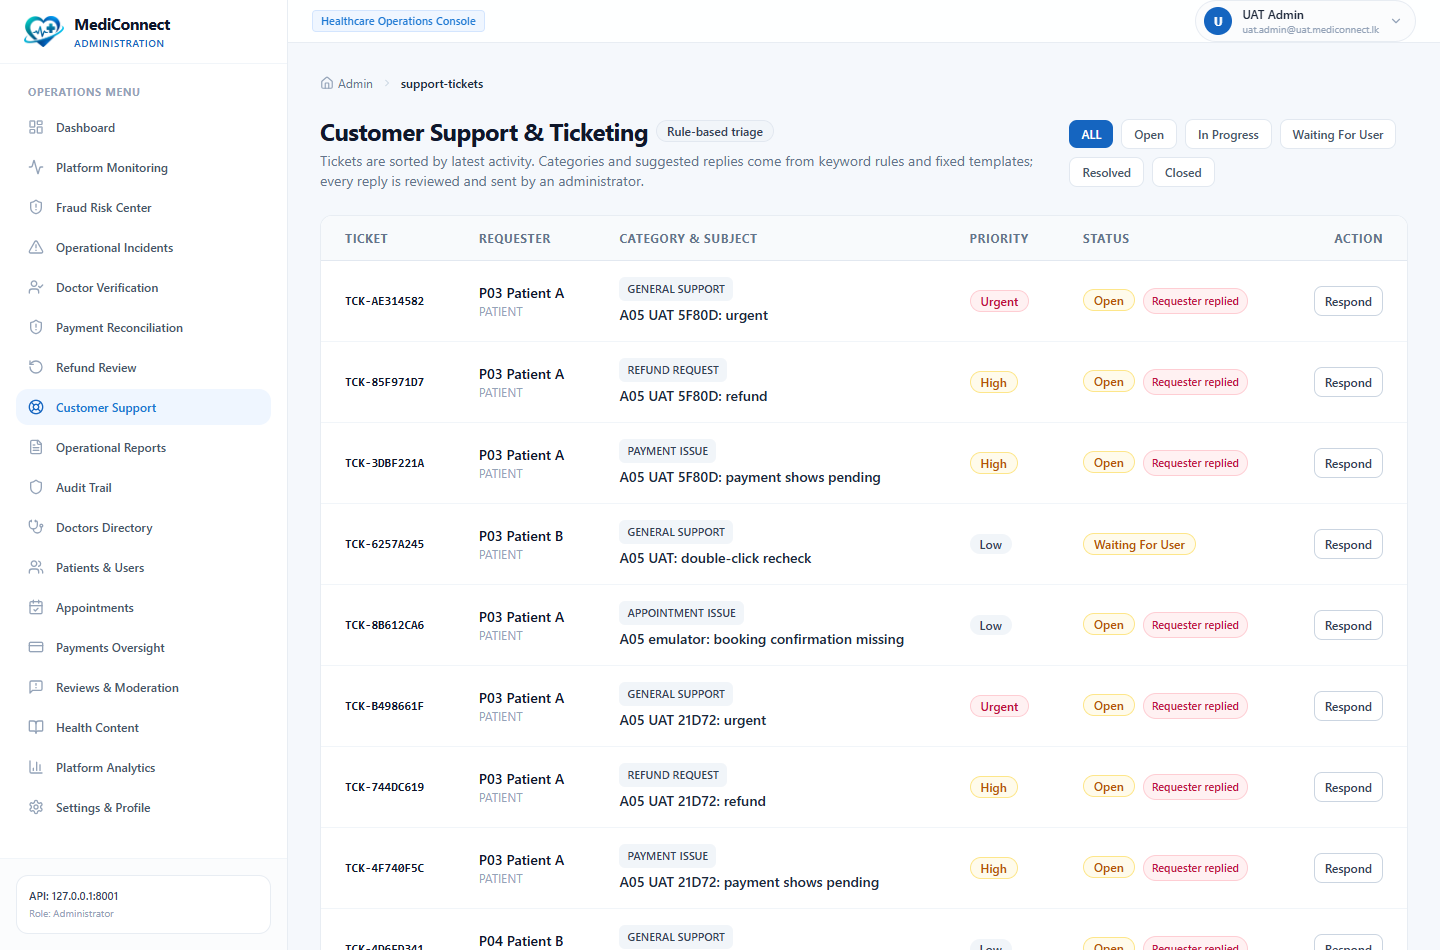 MediConnect
ADMINISTRATION
OPERATIONS MENU
Dashboard
Platform Monitoring
Fraud Risk Center
Operational Incidents
Doctor Verification
Payment Reconciliation
Refund Review
Customer Support
Operational Reports
Audit Trail
Doctors Directory
Patients & Users
Appointments
Payments Oversight
Reviews & Moderation
Health Content
Platform Analytics
Settings & Profile
API: 127.0.0.1:8001
Role: Administrator
Healthcare Operations Console
U
UAT Admin
uat.admin@uat.mediconnect.lk
Admin > support-tickets
Customer Support & Ticketing Rule-based triage
Tickets are sorted by latest activity. Categories and suggested replies come from keyword rules and fixed templates;
every reply is reviewed and sent by an administrator.
ALL Open In Progress Waiting For User
Resolved Closed
TICKET REQUESTER CATEGORY & SUBJECT PRIORITY STATUS ACTION
TCK-AE314582 P03 Patient A PATIENT GENERAL SUPPORT A05 UAT 5F80D: urgent Urgent Open Requester replied Respond
TCK-85F971D7 P03 Patient A PATIENT REFUND REQUEST A05 UAT 5F80D: refund High Open Requester replied Respond
TCK-3DBF221A P03 Patient A PATIENT PAYMENT ISSUE A05 UAT 5F80D: payment shows pending High Open Requester replied Respond
TCK-6257A245 P03 Patient B PATIENT GENERAL SUPPORT A05 UAT: double-click recheck Low Waiting For User Respond
TCK-8B612CA6 P03 Patient A PATIENT APPOINTMENT ISSUE A05 emulator: booking confirmation missing Low Open Requester replied Respond
TCK-B498661F P03 Patient A PATIENT GENERAL SUPPORT A05 UAT 21D72: urgent Urgent Open Requester replied Respond
TCK-744DC619 P03 Patient A PATIENT REFUND REQUEST A05 UAT 21D72: refund High Open Requester replied Respond
TCK-4F740F5C P03 Patient A PATIENT PAYMENT ISSUE A05 UAT 21D72: payment shows pending High Open Requester replied Respond
P04 Patient B GENERAL SUPPORT Low Open Requester replied Respond